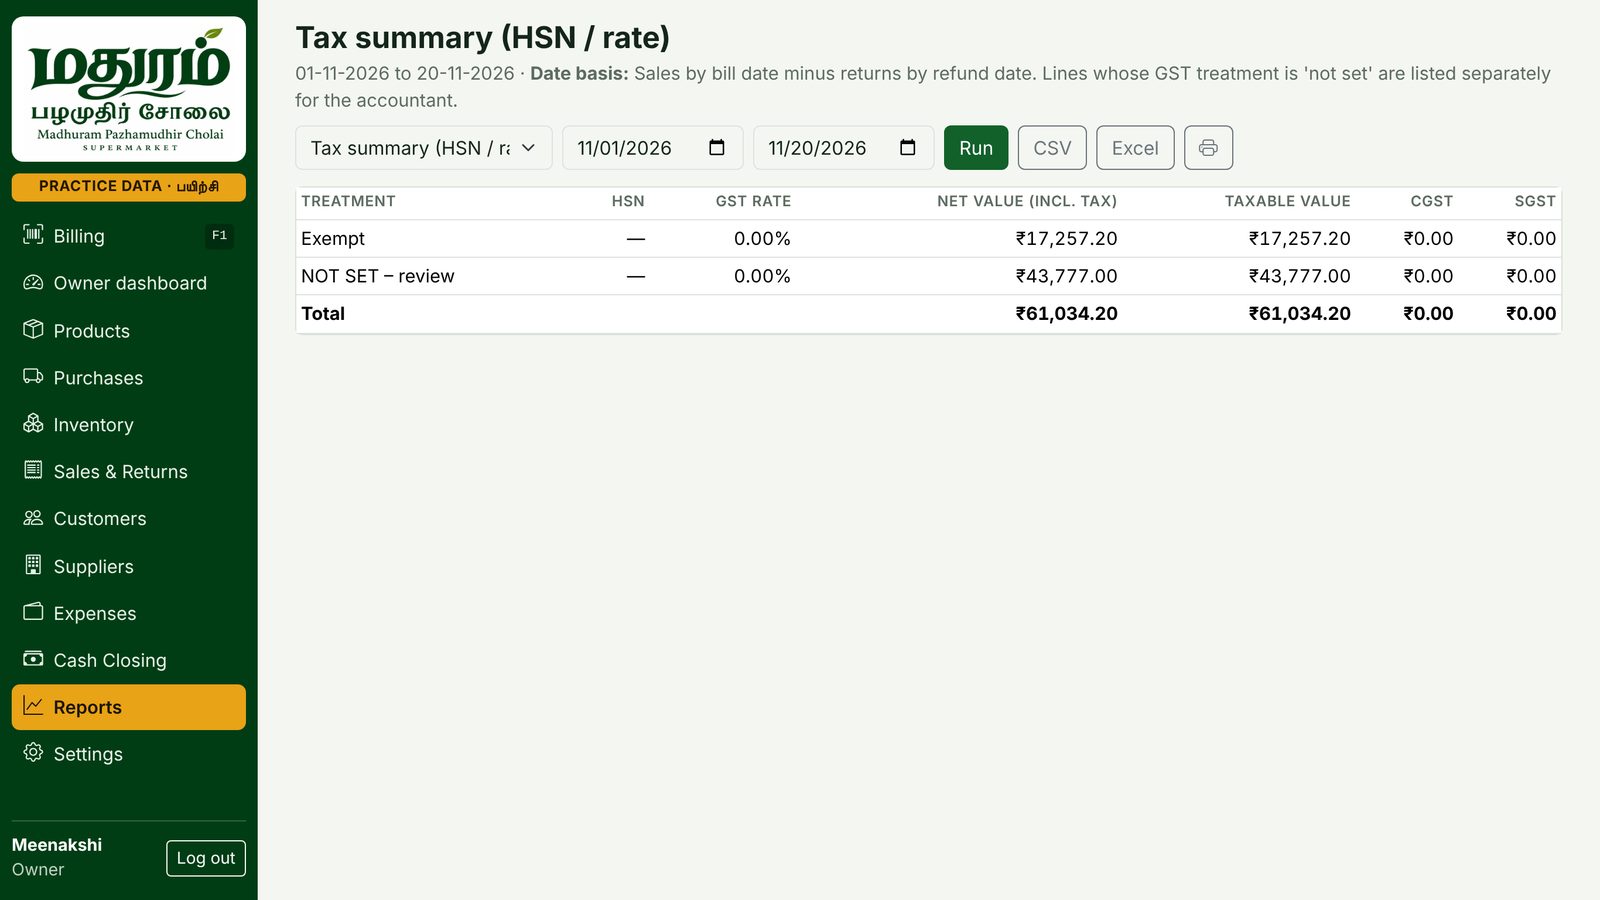 மதுரம்
பழமுதிர் சோலை
Madhuram Pazhamudhir Cholai
SUPERMARKET
PRACTICE DATA · பயிற்சி
Billing F1
Owner dashboard
Products
Purchases
Inventory
Sales & Returns
Customers
Suppliers
Expenses
Cash Closing
Reports
Settings
Meenakshi
Owner
Log out
Tax summary (HSN / rate)
01-11-2026 to 20-11-2026 · Date basis: Sales by bill date minus returns by refund date. Lines whose GST treatment is 'not set' are listed separately
for the accountant.
Tax summary (HSN / ra 11/01/2026 11/20/2026 Run CSV Excel
TREATMENT HSN GST RATE NET VALUE (INCL. TAX) TAXABLE VALUE CGST SGST
Exempt — 0.00% ₹17,257.20 ₹17,257.20 ₹0.00 ₹0.00
NOT SET – review — 0.00% ₹43,777.00 ₹43,777.00 ₹0.00 ₹0.00
Total ₹61,034.20 ₹61,034.20 ₹0.00 ₹0.00